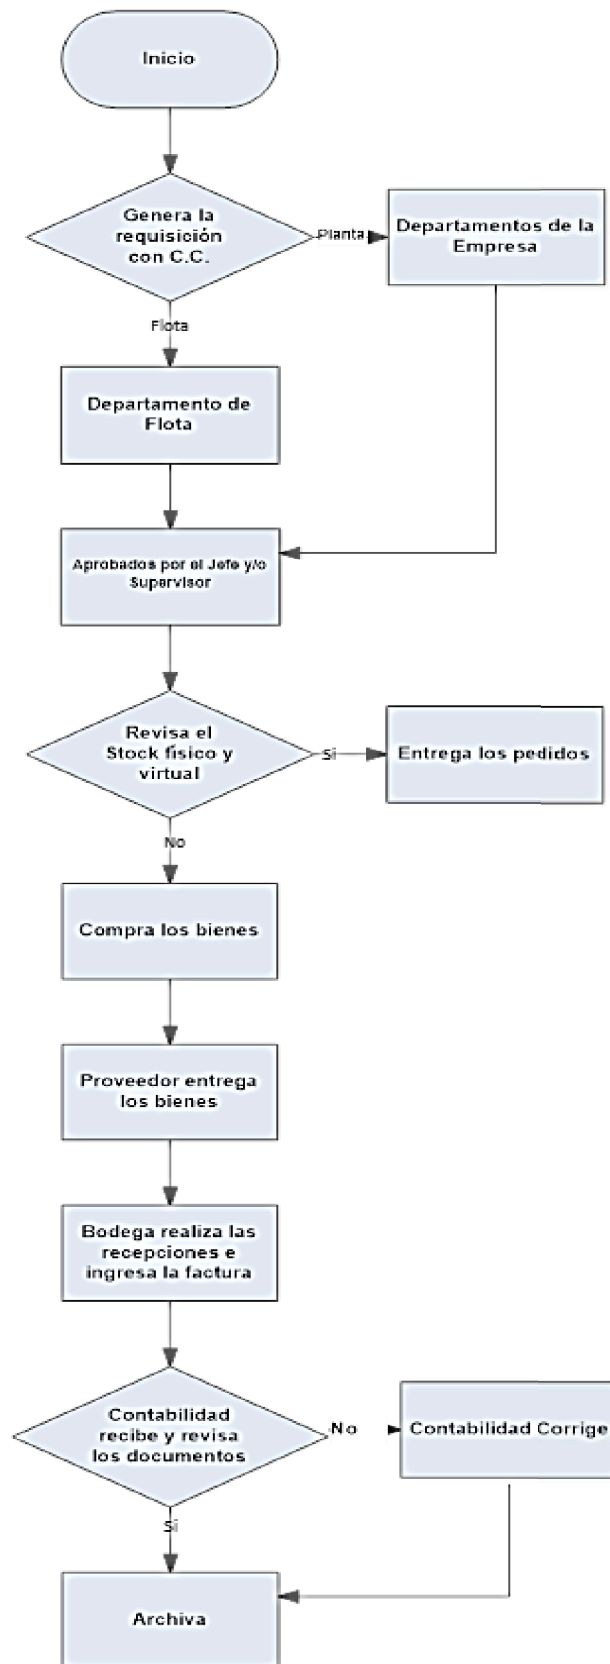 Inicio
Genera la
requisición
con C.C.
Planta
Departamentos de la
Empresa
Flota
Departamento de
Flota
Aprobados por el Jefe y/o
Supervisor
Revisa el
Stock físico y
virtual
Si
Entrega los pedidos
No
Compra los bienes
Proveedor entrega
los bienes
Bodega realiza las
recepciones e
ingresa la factura
Contabilidad
recibe y revisa
los documentos
No
Contabilidad Corrige
Si
Archiva